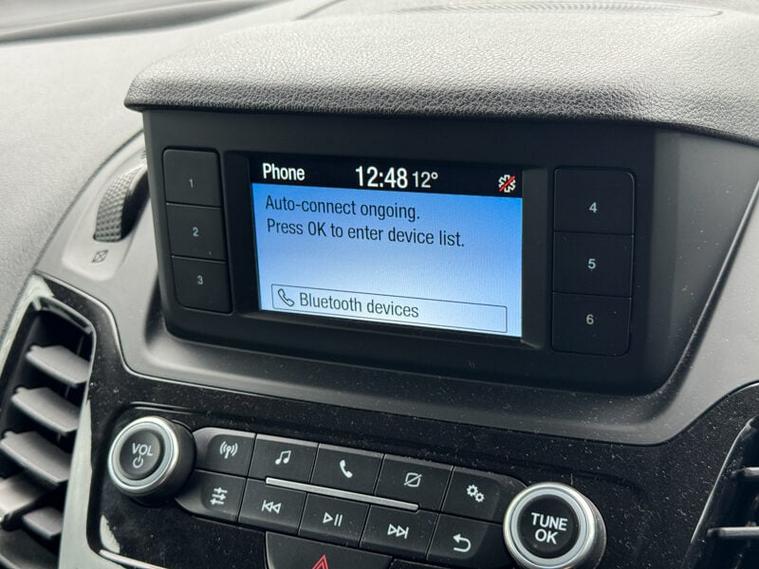 Phone 12:48 12°
Auto-connect ongoing.
Press OK to enter device list.
Bluetooth devices
1
2
3
4
5
6
VOL
TUNE
OK